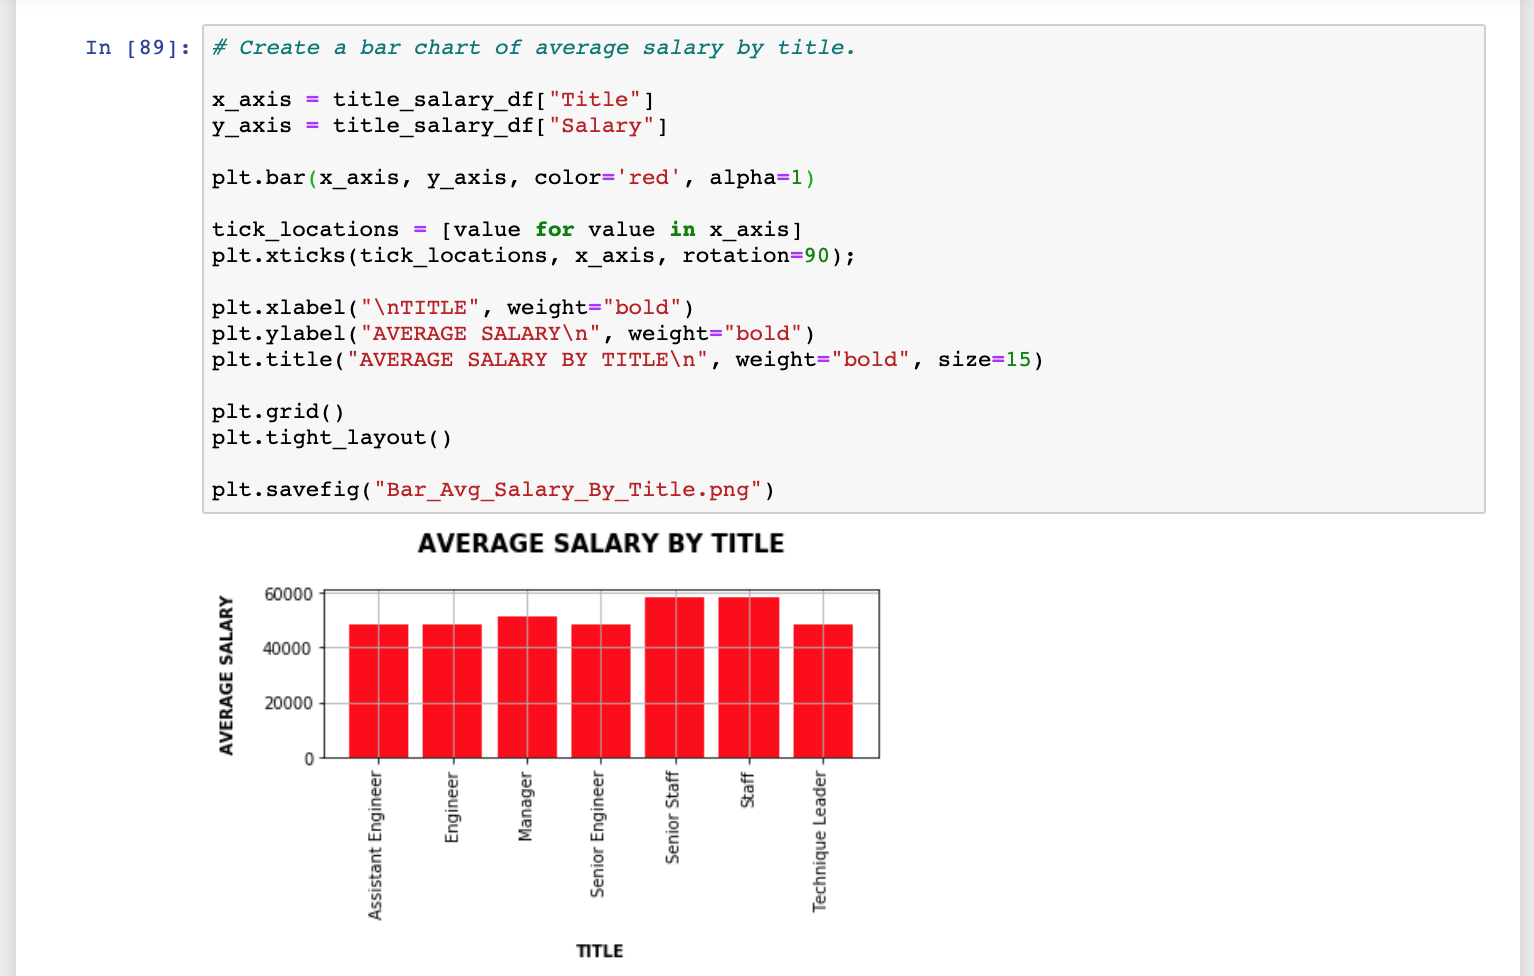 In [89]:
# Create a bar chart of average salary by title.
x_axis = title_salary_df["Title"]
y_axis = title_salary_df["Salary"]
plt.bar(x_axis, y_axis, color='red', alpha=1)
tick_locations = [value for value in x_axis]
plt.xticks(tick_locations, x_axis, rotation=90);
plt.xlabel("\nTITLE", weight="bold")
plt.ylabel("AVERAGE SALARY\n", weight="bold")
plt.title("AVERAGE SALARY BY TITLE\n", weight="bold", size=15)
plt.grid()
plt.tight_layout()
plt.savefig("Bar_Avg_Salary_By_Title.png")
AVERAGE SALARY BY TITLE
AVERAGE SALARY
60000
40000
20000
0
Assistant Engineer
Engineer
Manager
Senior Engineer
Senior Staff
Staff
Technique Leader
TITLE